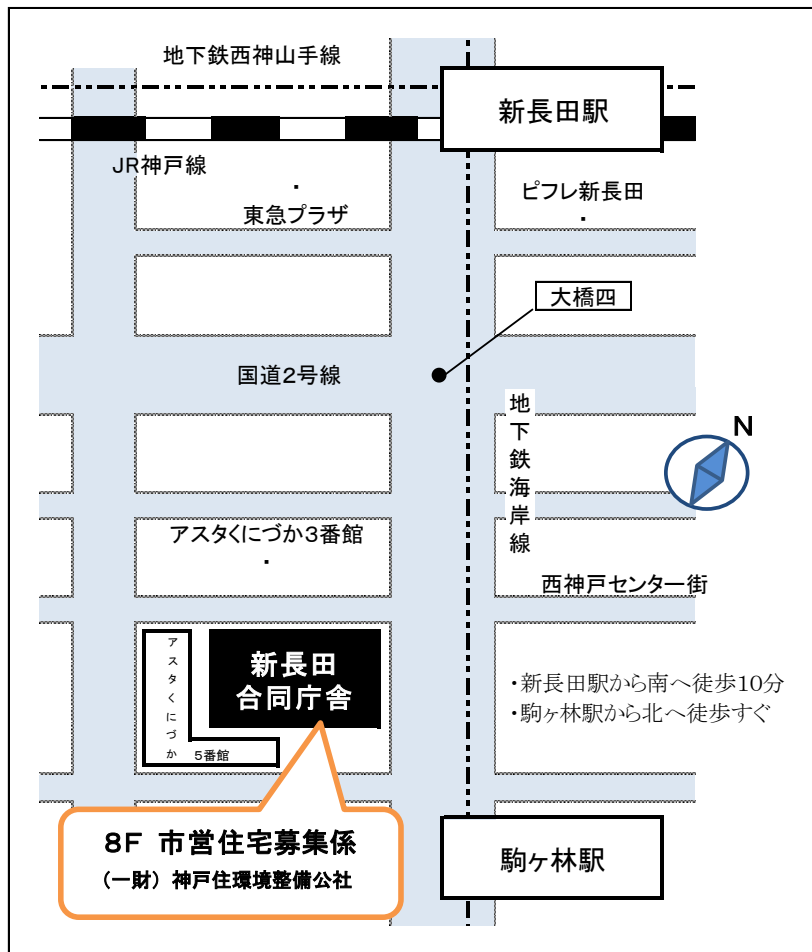 地下鉄西神山手線
新長田駅
JR神戸線
東急プラザ
ピフレ新長田
大橋四
国道2号線
地下鉄海岸線
N
アスタくにづか3番館
西神戸センター街
アスタくにづか
5番館
新長田
合同庁舎
・新長田駅から南へ徒歩10分
・駒ヶ林駅から北へ徒歩すぐ
8F 市営住宅募集係
(一財) 神戸住環境整備公社
駒ヶ林駅